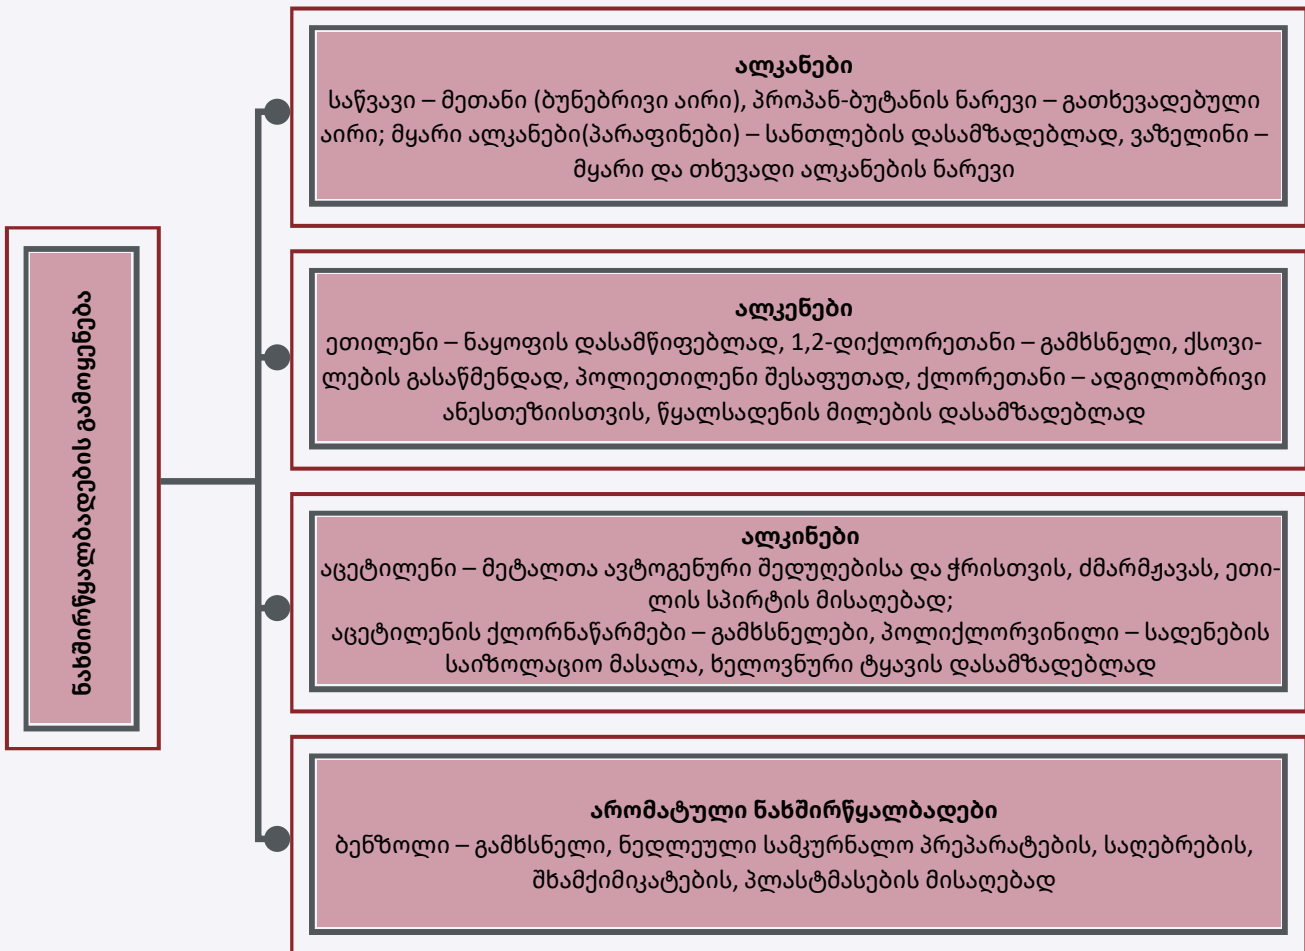 ნახშირწყალბადების გამოყენება
ალკანები
საწვავი – მეთანი (ბუნებრივი აირი), პროპან-ბუტანის ნარევი – გათხევადებული
აირი; მყარი ალკანები(პარაფინები) – სანთლების დასამზადებლად, ვაზელინი –
მყარი და თხევადი ალკანების ნარევი
ალკენები
ეთილენი – ნაყოფის დასამწიფებლად, 1,2-დიქლორეთანი – გამხსნელი, ქსოვი-
ლების გასაწმენდად, პოლიეთილენი შესაფუთად, ქლორეთანი – ადგილობრივი
ანესთეზიისთვის, წყალსადენის მილების დასამზადებლად
ალკინები
აცეტილენი – მეტალთა ავტოგენური შედუღებისა და ჭრისთვის, ძმარმჟავას, ეთი-
ლის სპირტის მისაღებად;
აცეტილენის ქლორნაწარმები – გამხსნელები, პოლიქლორვინილი – სადენების
საიზოლაციო მასალა, ხელოვნური ტყავის დასამზადებლად
არომატული ნახშირწყალბადები
ბენზოლი – გამხსნელი, ნედლეული სამკურნალო პრეპარატების, საღებრების,
შხამქიმიკატების, პლასტმასების მისაღებად